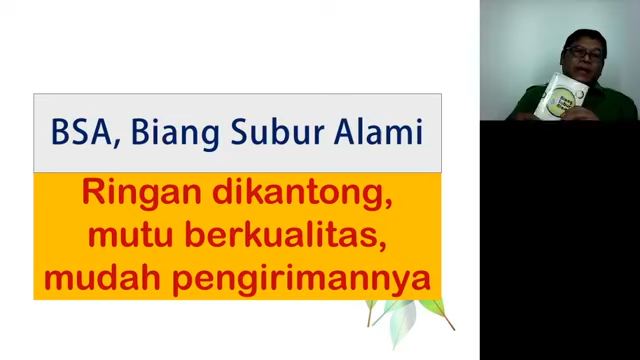 BSA, Biang Subur Alami
Ringan dikantong,
mutu berkualitas,
mudah pengirimannya